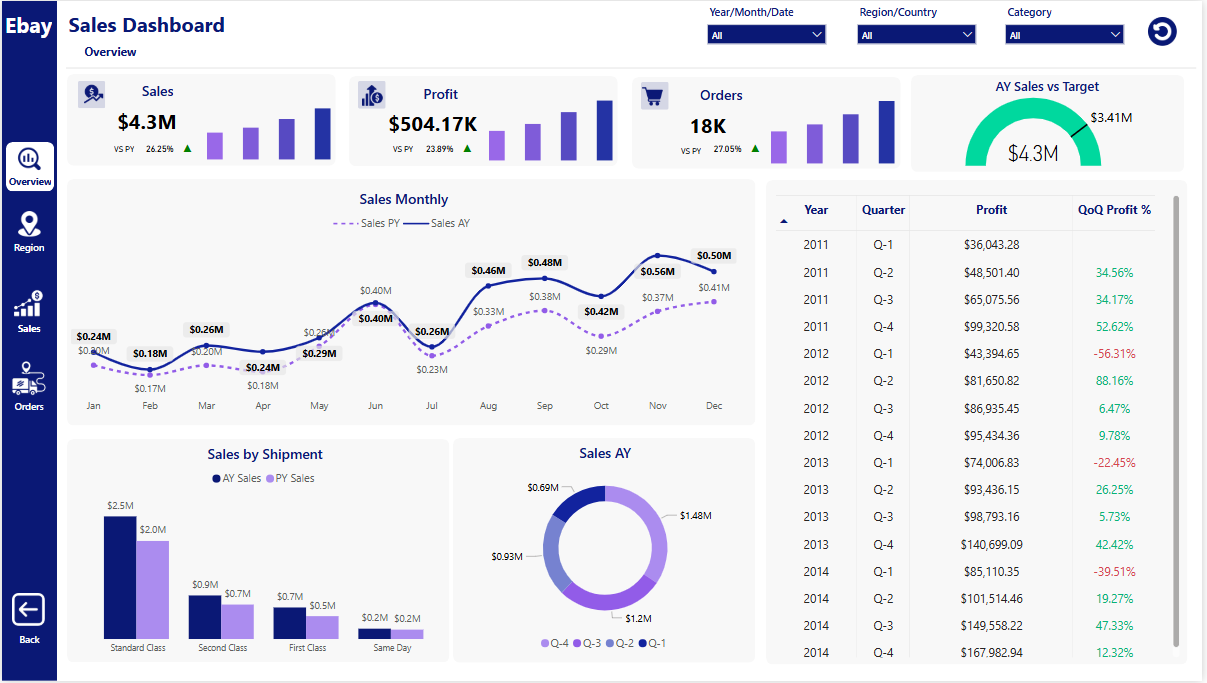 Ebay
Sales Dashboard
Overview
Year/Month/Date
All
Region/Country
All
Category
All
Overview
Region
Sales
Orders
Back
Sales
$4.3M
VS PY 26.25% ▲
Profit
$504.17K
VS PY 23.89% ▲
Orders
18K
VS PY 27.05% ▲
AY Sales vs Target
$3.41M
$4.3M
Sales Monthly
Sales PY Sales AY
$0.24M $0.18M $0.26M $0.24M $0.29M $0.40M $0.26M $0.46M $0.48M $0.42M $0.56M $0.50M
$0.20M $0.17M $0.20M $0.18M $0.26M $0.40M $0.23M $0.33M $0.38M $0.29M $0.37M $0.41M
Jan Feb Mar Apr May Jun Jul Aug Sep Oct Nov Dec
Sales by Shipment
AY Sales PY Sales
$2.5M $2.0M
$0.9M $0.7M
$0.7M $0.5M
$0.2M $0.2M
Standard Class Second Class First Class Same Day
Sales AY
$0.69M
$1.48M
$0.93M
$1.2M
Q-4 Q-3 Q-2 Q-1
Year Quarter Profit QoQ Profit %
2011 Q-1 $36,043.28
2011 Q-2 $48,501.40 34.56%
2011 Q-3 $65,075.56 34.17%
2011 Q-4 $99,320.58 52.62%
2012 Q-1 $43,394.65 -56.31%
2012 Q-2 $81,650.82 88.16%
2012 Q-3 $86,935.45 6.47%
2012 Q-4 $95,434.36 9.78%
2013 Q-1 $74,006.83 -22.45%
2013 Q-2 $93,436.15 26.25%
2013 Q-3 $98,793.16 5.73%
2013 Q-4 $140,699.09 42.42%
2014 Q-1 $85,110.35 -39.51%
2014 Q-2 $101,514.46 19.27%
2014 Q-3 $149,558.22 47.33%
2014 Q-4 $167,982.94 12.32%